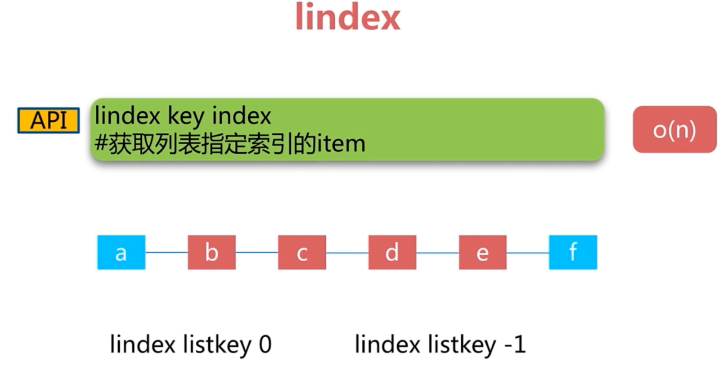 lindex
API
lindex key index
#获取列表指定索引的item
o(n)
a b c d e f
lindex listkey 0
lindex listkey -1